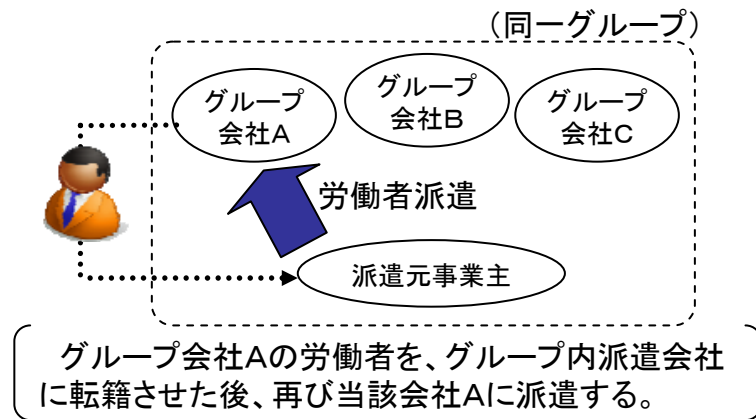 （同一グループ）
グループ
会社A
グループ
会社B
グループ
会社C
労働者派遣
派遣元事業主
グループ会社Aの労働者を、グループ内派遣会社
に転籍させた後、再び当該会社Aに派遣する。